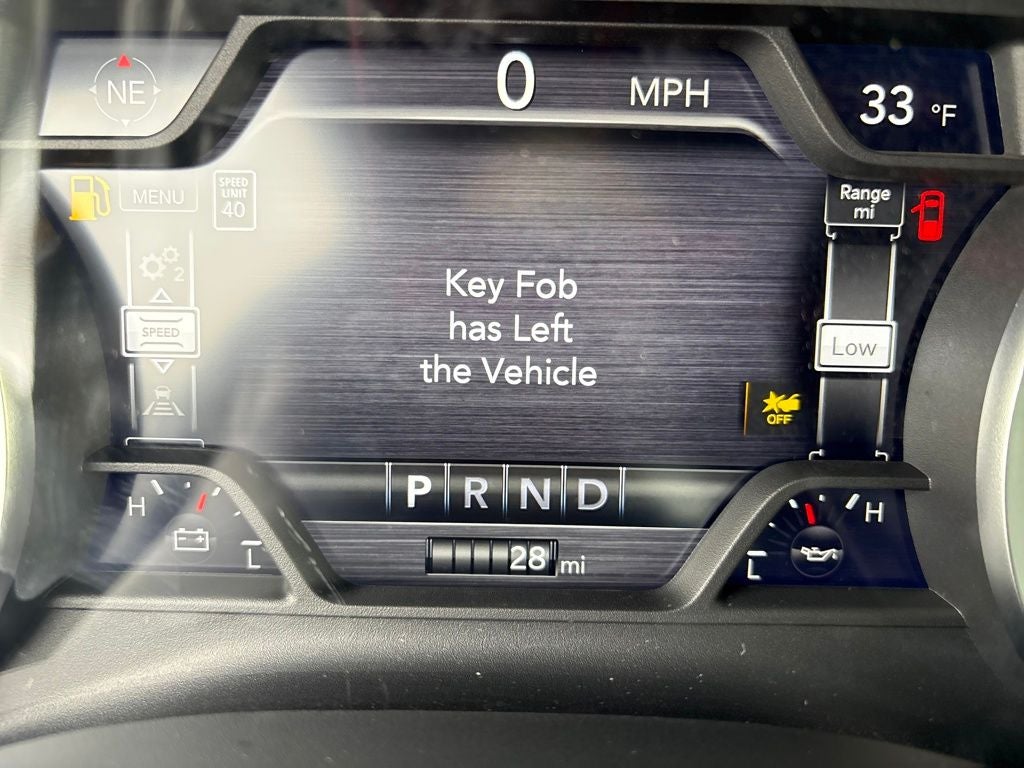 NE
0 MPH
33 °F
MENU
SPEED
LIMIT
40
Range
mi
2
Key Fob
has Left
the Vehicle
SPEED
Low
OFF
P R N D
H
L
H
L
28 mi